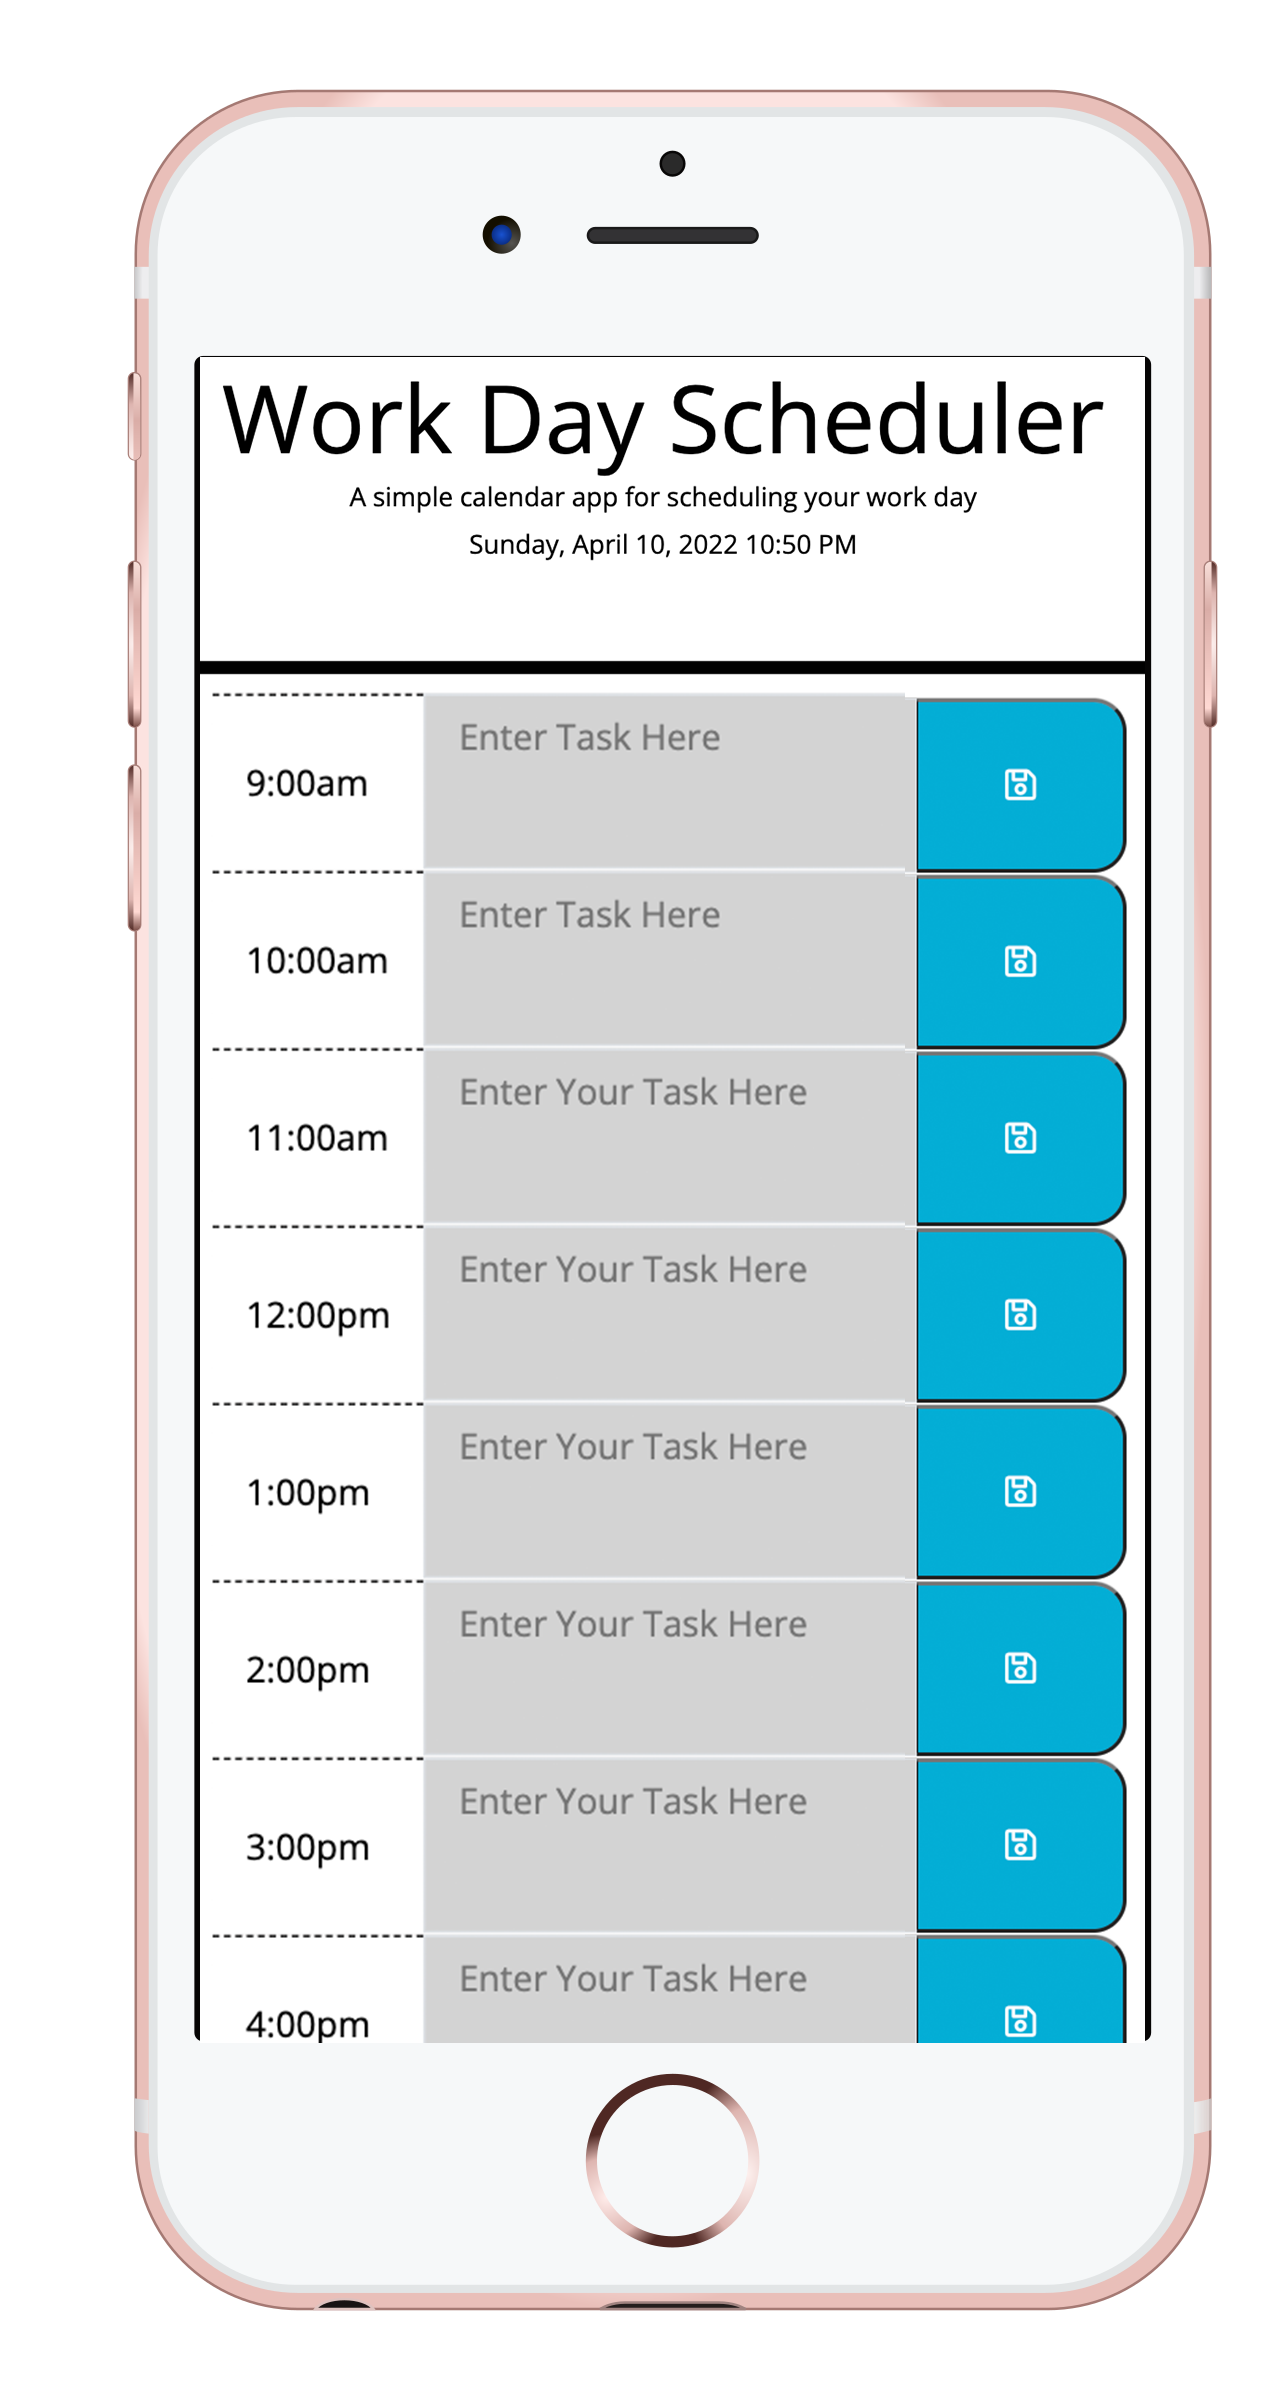 Work Day Scheduler
A simple calendar app for scheduling your work day
Sunday, April 10, 2022 10:50 PM
Enter Task Here
9:00am
Enter Task Here
10:00am
Enter Your Task Here
11:00am
Enter Your Task Here
12:00pm
Enter Your Task Here
1:00pm
Enter Your Task Here
2:00pm
Enter Your Task Here
3:00pm
Enter Your Task Here
4:00pm